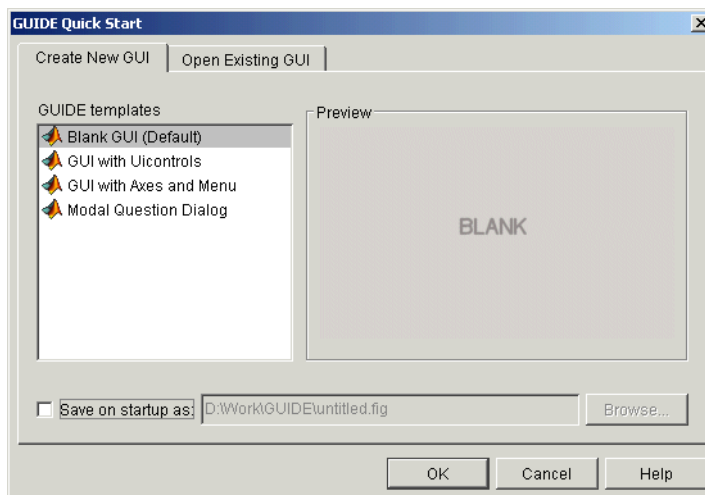 GUIDE Quick Start
Create New GUI
Open Existing GUI
GUIDE templates
Blank GUI (Default)
GUI with Uicontrols
GUI with Axes and Menu
Modal Question Dialog
Preview
BLANK
Save on startup as:
D:\Work\GUIDE\untitled.fig
Browse...
OK
Cancel
Help